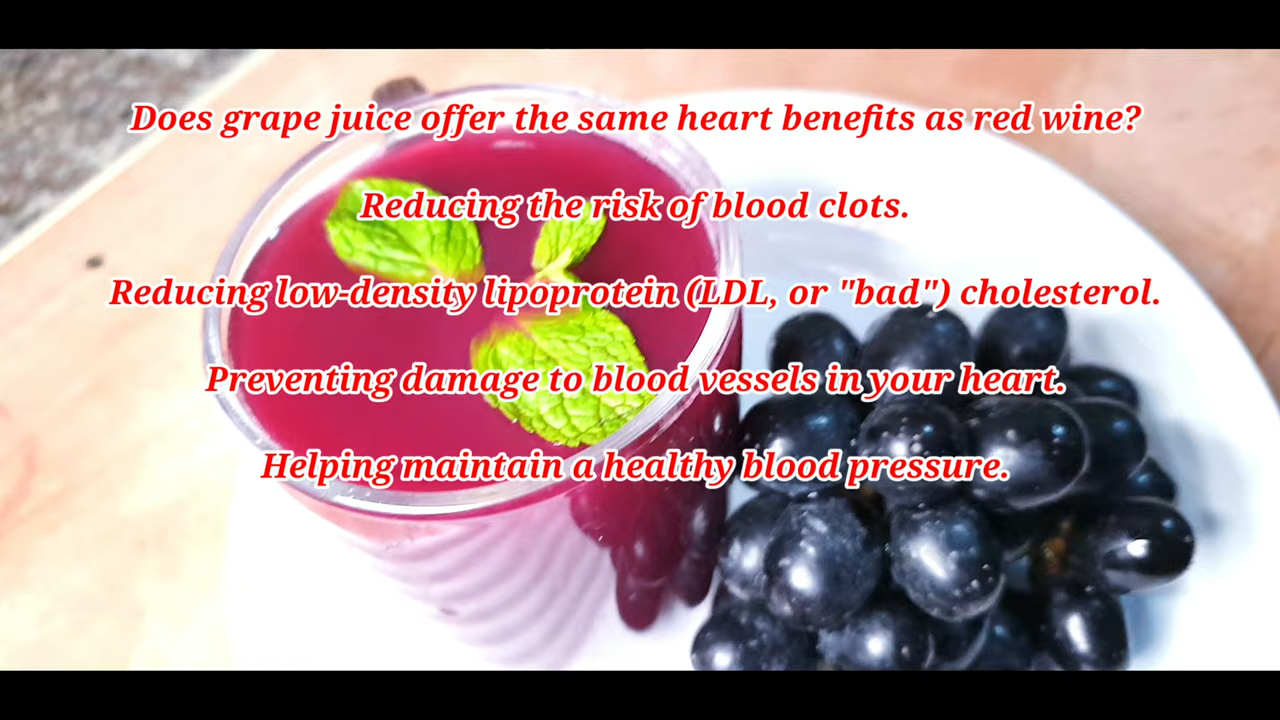 Does grape juice offer the same heart benefits as red wine?
Reducing the risk of blood clots.
Reducing low-density lipoprotein (LDL, or "bad") cholesterol.
Preventing damage to blood vessels in your heart.
Helping maintain a healthy blood pressure.